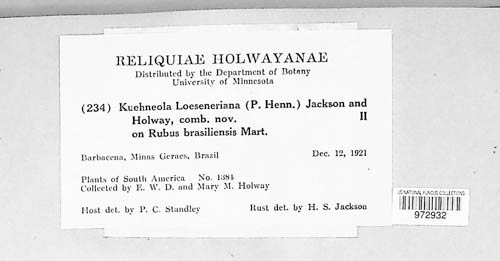 RELIQUIAE HOLWAYANAE
Distributed by the Department of Botany
University of Minnesota
(234) Kuehneola Loeseneriana (P. Henn.) Jackson and
Holway, comb. nov. II
on Rubus brasiliensis Mart.
Barbacena, Minas Geraes, Brazil Dec. 12, 1921
Plants of South America No. 1384
Collected by E. W. D. and Mary M. Holway
Host det. by P. C. Standley Rust det. by H. S. Jackson
US NATIONAL FUNGUS COLLECTIONS
972932